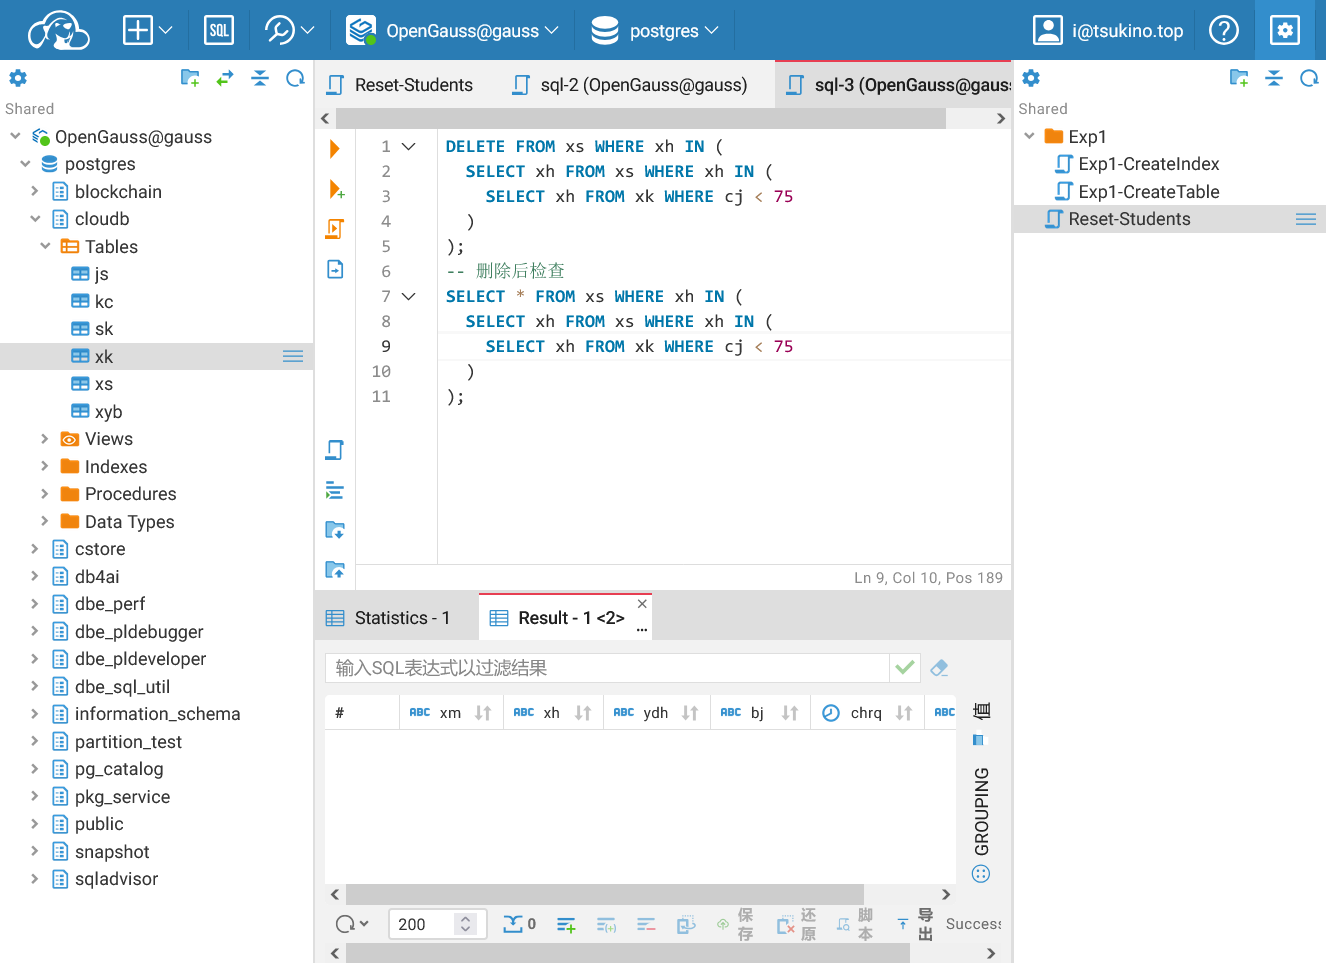 SQL
OpenGauss@gauss
postgres
i@tsukino.top
Shared
OpenGauss@gauss
postgres
blockchain
cloudb
Tables
js
kc
sk
xk
xs
xyb
Views
Indexes
Procedures
Data Types
cstore
db4ai
dbe_perf
dbe_pldebugger
dbe_pldeveloper
dbe_sql_util
information_schema
partition_test
pg_catalog
pkg_service
public
snapshot
sqladvisor
Reset-Students
sql-2 (OpenGauss@gauss)
sql-3 (OpenGauss@gauss
1 DELETE FROM xs WHERE xh IN (
2 SELECT xh FROM xs WHERE xh IN (
3 SELECT xh FROM xk WHERE cj < 75
4 )
5 );
6 -- 删除后检查
7 SELECT * FROM xs WHERE xh IN (
8 SELECT xh FROM xs WHERE xh IN (
9 SELECT xh FROM xk WHERE cj < 75
10 )
11 );
Ln 9, Col 10, Pos 189
Statistics - 1
Result - 1 <2>
输入SQL表达式以过滤结果
# ABC xm ABC xh ABC ydh ABC bj chrq ABC
值
GROUPING
200
0
保存
还原
脚本
导出
Success
Shared
Exp1
Exp1-CreateIndex
Exp1-CreateTable
Reset-Students